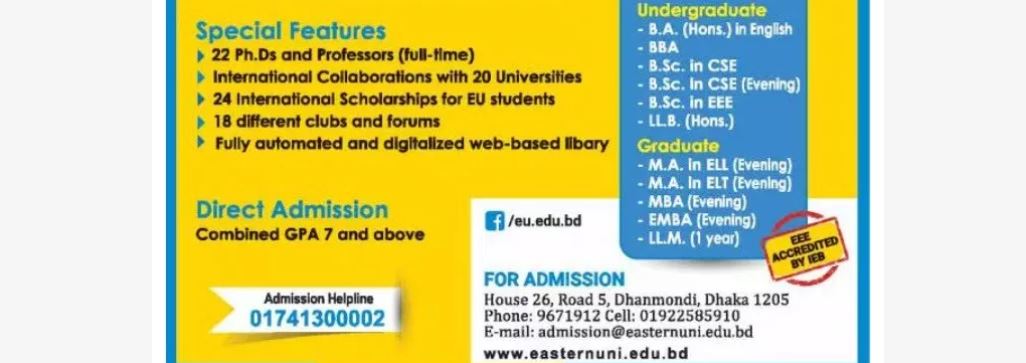 Special Features
22 Ph.Ds and Professors (full-time)
International Collaborations with 20 Universities
24 International Scholarships for EU students
18 different clubs and forums
Fully automated and digitalized web-based libary
Direct Admission
Combined GPA 7 and above
Admission Helpline
01741300002
Undergraduate
- B.A. (Hons.) in English
- BBA
- B.Sc. in CSE
- B.Sc. in CSE (Evening)
- B.Sc. in EEE
- LL.B. (Hons.)
Graduate
- M.A. in ELL (Evening)
- M.A. in ELT (Evening)
- MBA (Evening)
- EMBA (Evening)
- LL.M. (1 year)
EEE
ACCREDITED
BY IEB
f /eu.edu.bd
FOR ADMISSION
House 26, Road 5, Dhanmondi, Dhaka 1205
Phone: 9671912 Cell: 01922585910
E-mail: admission@easternuni.edu.bd
www.easternuni.edu.bd